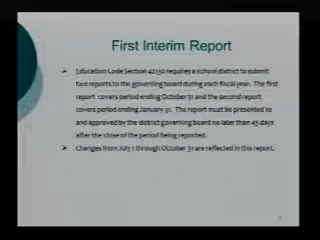 First Interim Report
Education Code Section 42130 requires a school district to submit
two reports to the governing board during each fiscal year. The first
report covers period ending October 31 and the second report
covers period ending January 31. The report must be presented to
and approved by the district governing board no later than 45 days
after the close of the period being reported.
Changes from July 1 through October 31 are reflected in this report.